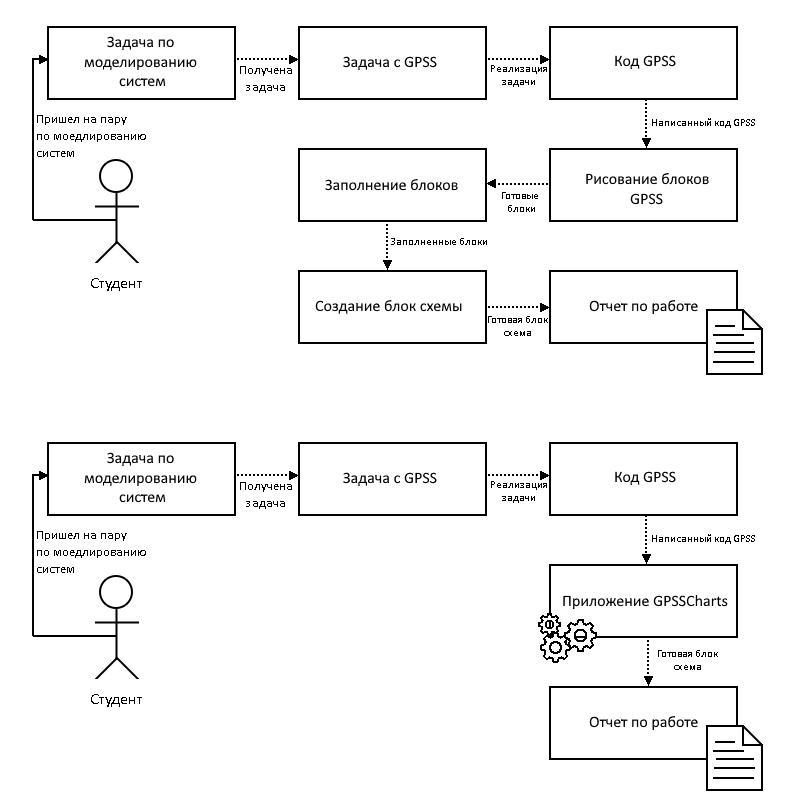 Задача по
моделированию
систем
Получена
задача
Задача с GPSS
Реализация
задачи
Код GPSS
Пришел на пару
по моедлированию
систем
Написанный код GPSS
Заполнение блоков
Готовые
блоки
Рисование блоков
GPSS
Студент
Заполненные блоки
Создание блок схемы
Готовая блок
схема
Отчет по работе
Задача по
моделированию
систем
Получена
задача
Задача с GPSS
Реализация
задачи
Код GPSS
Пришел на пару
по моедлированию
систем
Написанный код GPSS
Приложение GPSSCharts
Студент
Готовая блок
схема
Отчет по работе